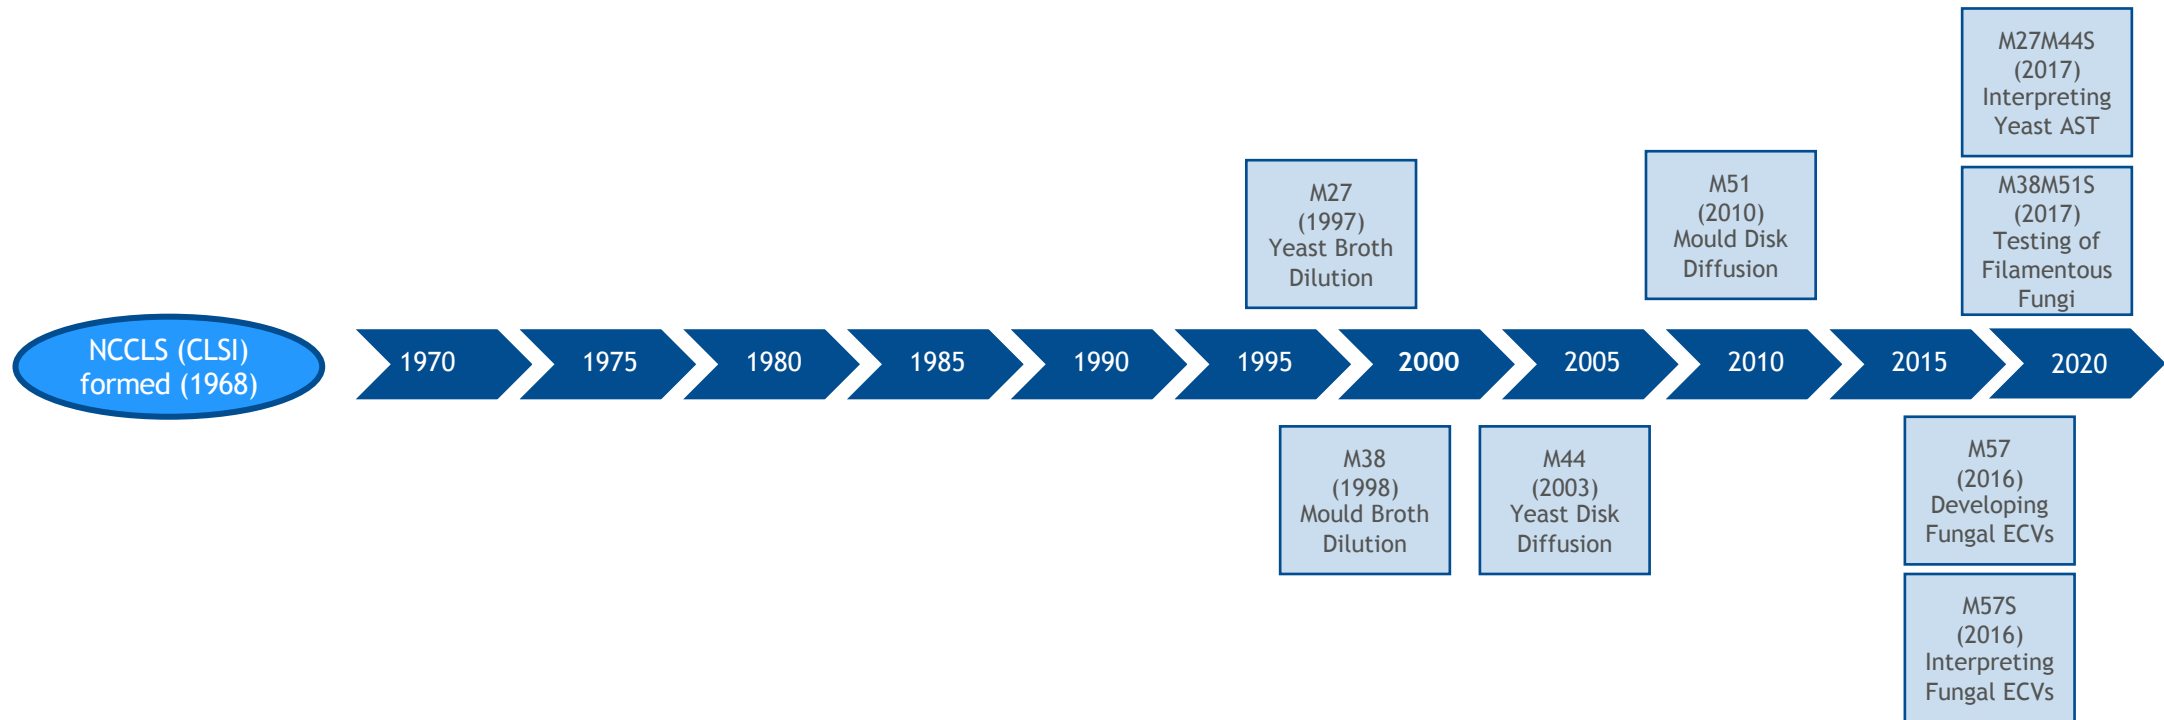 M27M44S
(2017)
Interpreting
Yeast AST
M27
(1997)
Yeast Broth
Dilution
M51
(2010)
Mould Disk
Diffusion
M38M51S
(2017)
Testing of
Filamentous
Fungi
NCCLS (CLSI)
formed (1968)
1970
1975
1980
1985
1990
1995
2000
2005
2010
2015
2020
M38
(1998)
Mould Broth
Dilution
M44
(2003)
Yeast Disk
Diffusion
M57
(2016)
Developing
Fungal ECVs
M57S
(2016)
Interpreting
Fungal ECVs